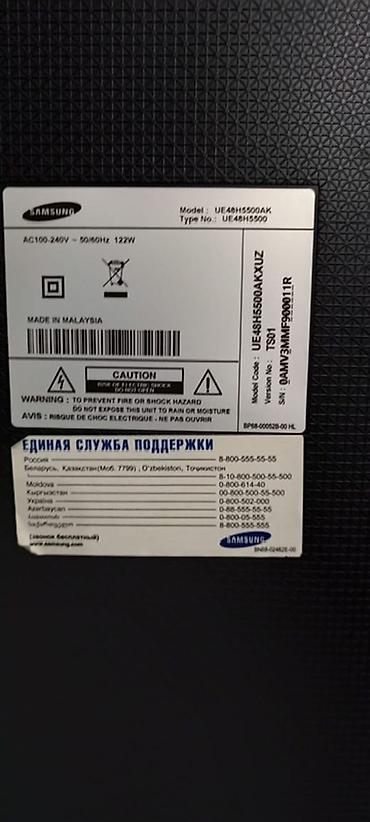 SAMSUNG
Model : UE48H5500AK
Type No.: UE48H5500
AC100-240V ~ 50/60Hz 122W
MADE IN MALAYSIA
CAUTION
RISK OF ELECTRIC SHOCK
DO NOT OPEN
WARNING : TO PREVENT FIRE OR SHOCK HAZARD
DO NOT EXPOSE THIS UNIT TO RAIN OR MOISTURE
AVIS : RISQUE DE CHOC ELECTRIQUE - NE PAS OUVRIR
Model Code : UE48H5500AKXUZ
Version No : TS01
S/N : 0AMV3MMF900011R
BP68-00052B-00 HL
ЕДИНАЯ СЛУЖБА ПОДДЕРЖКИ
Россия 8-800-555-55-55
Беларусь, Казахстан(Моб. 7799) , O'zbekiston, Точикистон
8-10-800-500-55-500
Moldova 0-800-614-40
Кыргызстан 00-800-500-55-500
Україна 0-800-502-000
Azerbaycan 0-88-555-55-55
0-800-05-555
8-800-555-555
(звонок бесплатный)
www.samsung.com
SAMSUNG
BN68-02462E-00